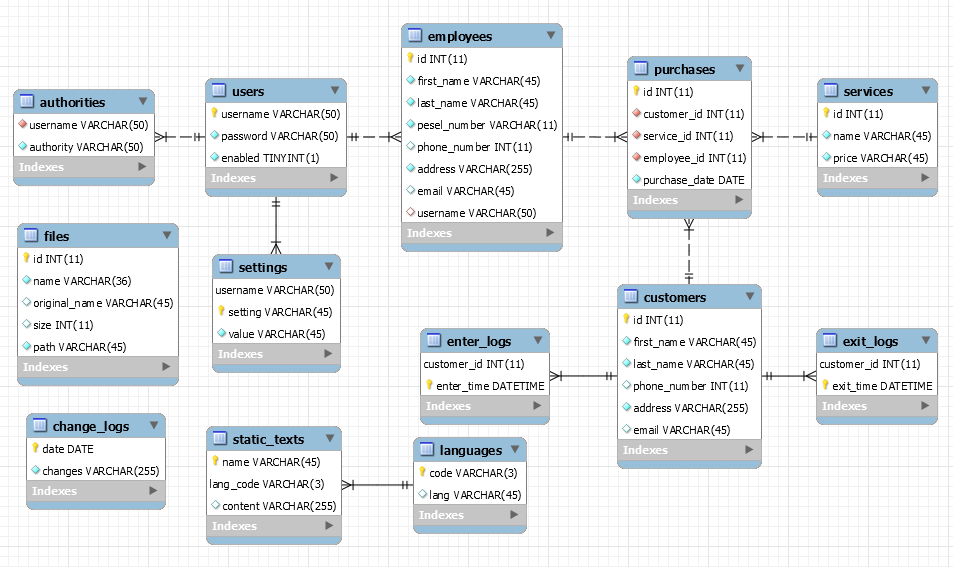 employees
id INT(11)
first_name VARCHAR(45)
last_name VARCHAR(45)
pesel_number VARCHAR(11)
phone_number INT(11)
address VARCHAR(255)
email VARCHAR(45)
username VARCHAR(50)
Indexes
purchases
id INT(11)
customer_id INT(11)
service_id INT(11)
employee_id INT(11)
purchase_date DATE
Indexes
users
username VARCHAR(50)
password VARCHAR(50)
enabled TINYINT(1)
Indexes
services
id INT(11)
name VARCHAR(45)
price VARCHAR(45)
Indexes
authorities
username VARCHAR(50)
authority VARCHAR(50)
Indexes
files
id INT(11)
name VARCHAR(36)
original_name VARCHAR(45)
size INT(11)
path VARCHAR(45)
Indexes
settings
username VARCHAR(50)
setting VARCHAR(45)
value VARCHAR(45)
Indexes
customers
id INT(11)
first_name VARCHAR(45)
last_name VARCHAR(45)
phone_number INT(11)
address VARCHAR(255)
email VARCHAR(45)
Indexes
enter_logs
customer_id INT(11)
enter_time DATETIME
Indexes
exit_logs
customer_id INT(11)
exit_time DATETIME
Indexes
change_logs
date DATE
changes VARCHAR(255)
Indexes
static_texts
name VARCHAR(45)
lang_code VARCHAR(3)
content VARCHAR(255)
Indexes
languages
code VARCHAR(3)
lang VARCHAR(45)
Indexes